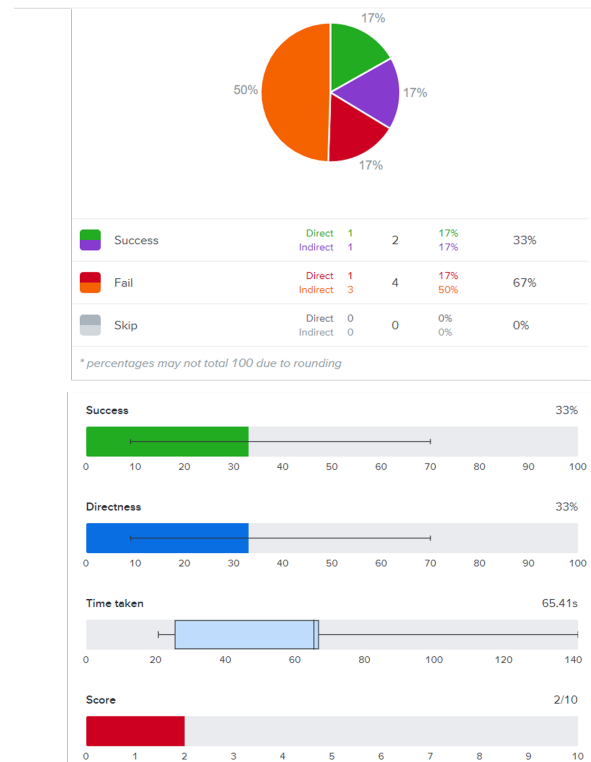 17%
50%
17%
17%
Success Direct 1 2 17% 33%
Indirect 1 17%
Fail Direct 1 4 17% 67%
Indirect 3 50%
Skip Direct 0 0 0% 0%
Indirect 0 0%
* percentages may not total 100 due to rounding
Success 33%
0 10 20 30 40 50 60 70 80 90 100
Directness 33%
0 10 20 30 40 50 60 70 80 90 100
Time taken 65.41s
0 20 40 60 80 100 120 140
Score 2/10
0 1 2 3 4 5 6 7 8 9 10